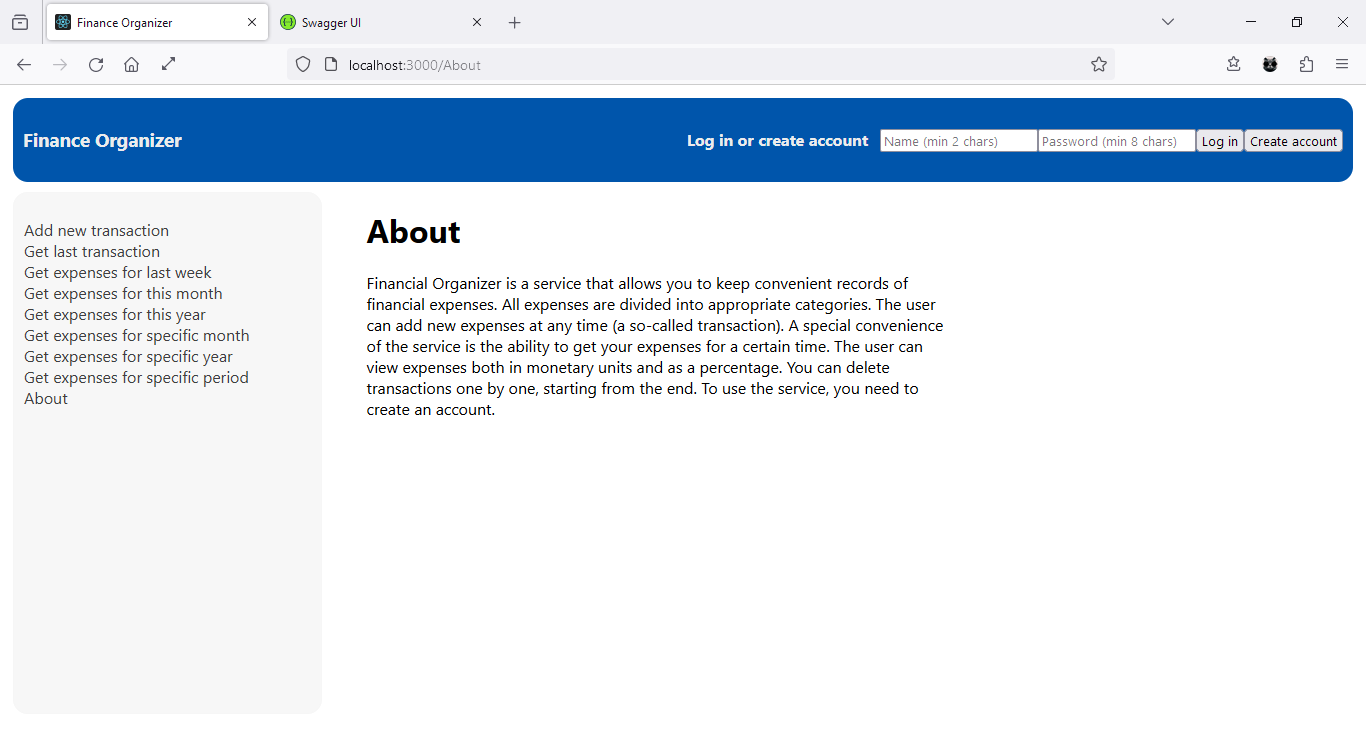 Finance Organizer
Swagger UI
localhost:3000/About
Finance Organizer
Log in or create account Name (min 2 chars) Password (min 8 chars) Log in Create account
Add new transaction
Get last transaction
Get expenses for last week
Get expenses for this month
Get expenses for this year
Get expenses for specific month
Get expenses for specific year
Get expenses for specific period
About
About
Financial Organizer is a service that allows you to keep convenient records of
financial expenses. All expenses are divided into appropriate categories. The user
can add new expenses at any time (a so-called transaction). A special convenience
of the service is the ability to get your expenses for a certain time. The user can
view expenses both in monetary units and as a percentage. You can delete
transactions one by one, starting from the end. To use the service, you need to
create an account.